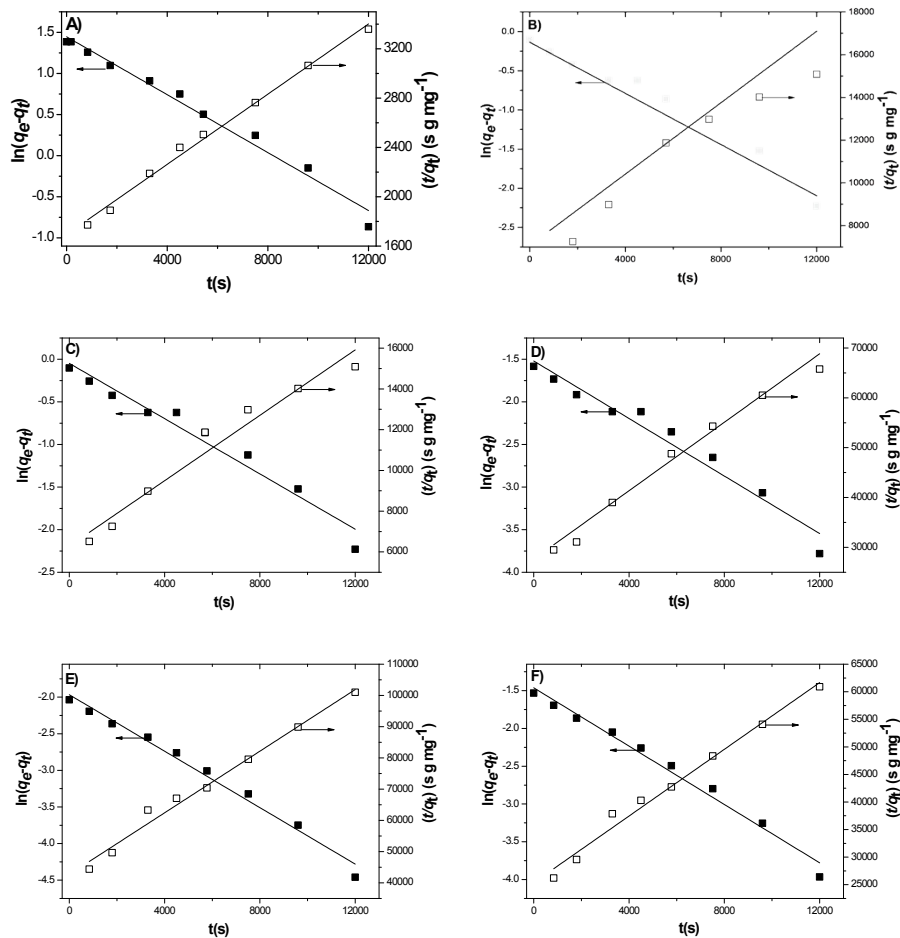 A)
1.5
1.0
0.5
0.0
-0.5
-1.0
ln(qe-qt)
3200
2800
2400
2000
1600
(t/qt) (s g mg-1)
0 4000 8000 12000
t(s)
B)
0.0
-0.5
-1.0
-1.5
-2.0
-2.5
ln(qe-qt)
18000
16000
14000
12000
10000
8000
(t/qt) (s g mg-1)
0 4000 8000 12000
t(s)
C)
0.0
-0.5
-1.0
-1.5
-2.0
-2.5
ln(qe-qt)
16000
14000
12000
10000
8000
6000
(t/qt) (s g mg-1)
0 4000 8000 12000
t(s)
D)
-1.5
-2.0
-2.5
-3.0
-3.5
-4.0
ln(qe-qt)
70000
60000
50000
40000
30000
(t/qt) (s g mg-1)
0 4000 8000 12000
t(s)
E)
-2.0
-2.5
-3.0
-3.5
-4.0
-4.5
ln(qe-qt)
110000
100000
90000
80000
70000
60000
50000
40000
(t/qt) (s g mg-1)
0 4000 8000 12000
t(s)
F)
-1.5
-2.0
-2.5
-3.0
-3.5
-4.0
ln(qe-qt)
65000
60000
55000
50000
45000
40000
35000
30000
25000
(t/qt) (s g mg-1)
0 4000 8000 12000
t(s)